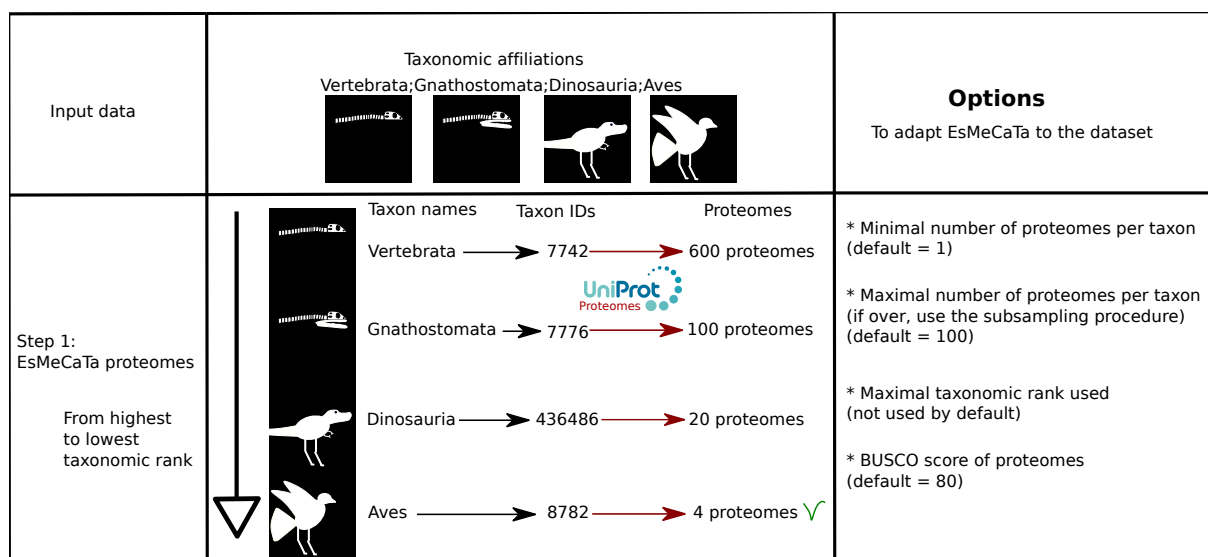 Input data
Taxonomic affiliations
Vertebrata;Gnathostomata;Dinosauria;Aves
Options
To adapt EsMeCaTa to the dataset
Step 1:
EsMeCaTa proteomes
From highest
to lowest
taxonomic rank
Taxon names Taxon IDs Proteomes
Vertebrata 7742 600 proteomes
UniProt
Proteomes
Gnathostomata 7776 100 proteomes
Dinosauria 436486 20 proteomes
Aves 8782 4 proteomes
* Minimal number of proteomes per taxon
(default = 1)
* Maximal number of proteomes per taxon
(if over, use the subsampling procedure)
(default = 100)
* Maximal taxonomic rank used
(not used by default)
* BUSCO score of proteomes
(default = 80)